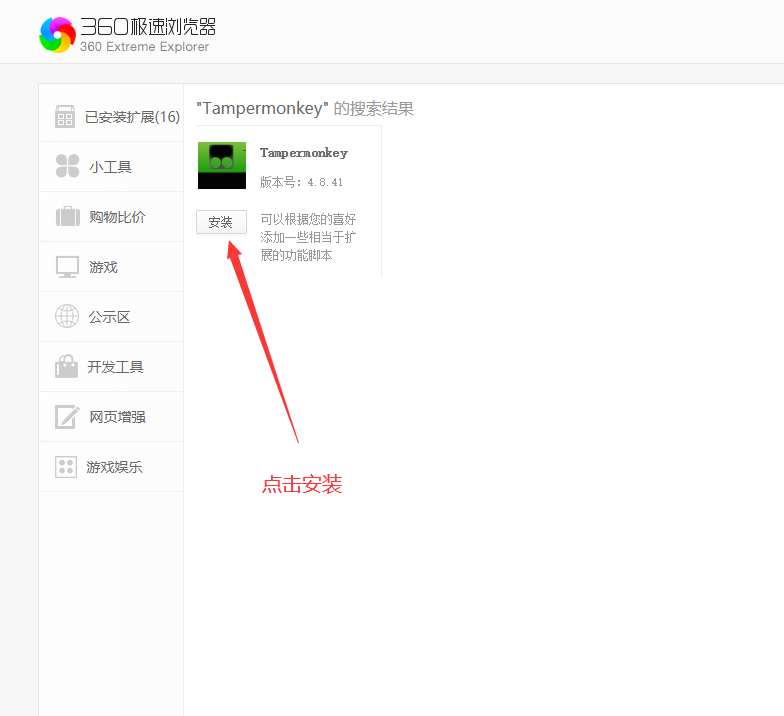 360极速浏览器
360 Extreme Explorer
已安装扩展(16)
小工具
购物比价
游戏
公示区
开发工具
网页增强
游戏娱乐
"Tampermonkey" 的搜索结果
Tampermonkey
版本号: 4.8.41
安装
可以根据您的喜好
添加一些相当于扩
展的功能脚本
点击安装